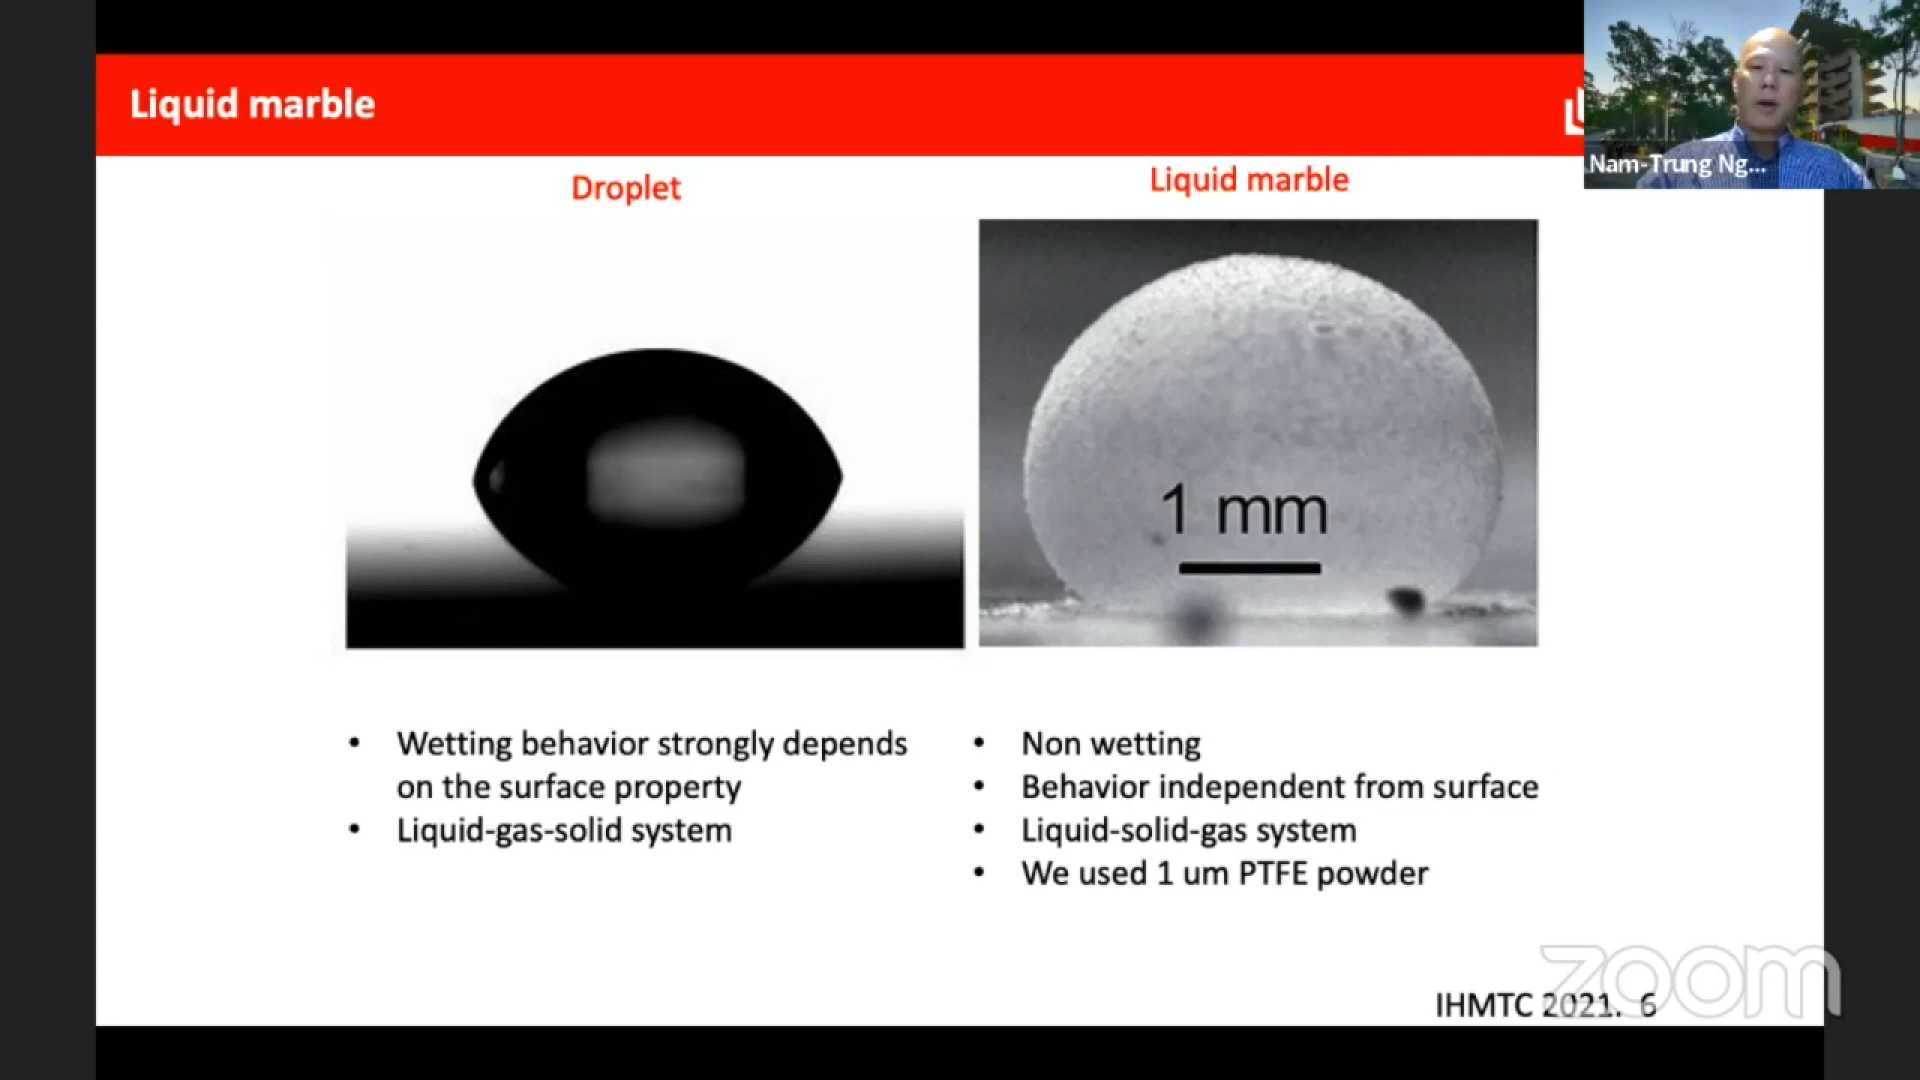 Liquid marble
Nam-Trung Ng...
Droplet
Liquid marble
1 mm
• Wetting behavior strongly depends
on the surface property
• Liquid-gas-solid system
• Non wetting
• Behavior independent from surface
• Liquid-solid-gas system
• We used 1 um PTFE powder
zoom
IHMTC 2021. 6